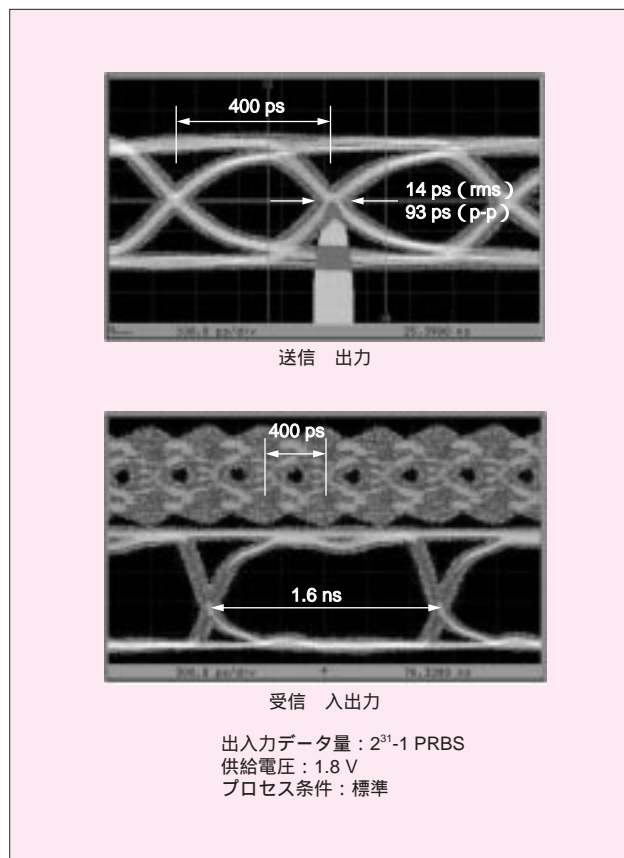 400 ps
14 ps（rms）
93 ps（p-p）
送信　出力
400 ps
1.6 ns
受信　入出力
出入力データ量：2³¹-1 PRBS
供給電圧：1.8 V
プロセス条件：標準